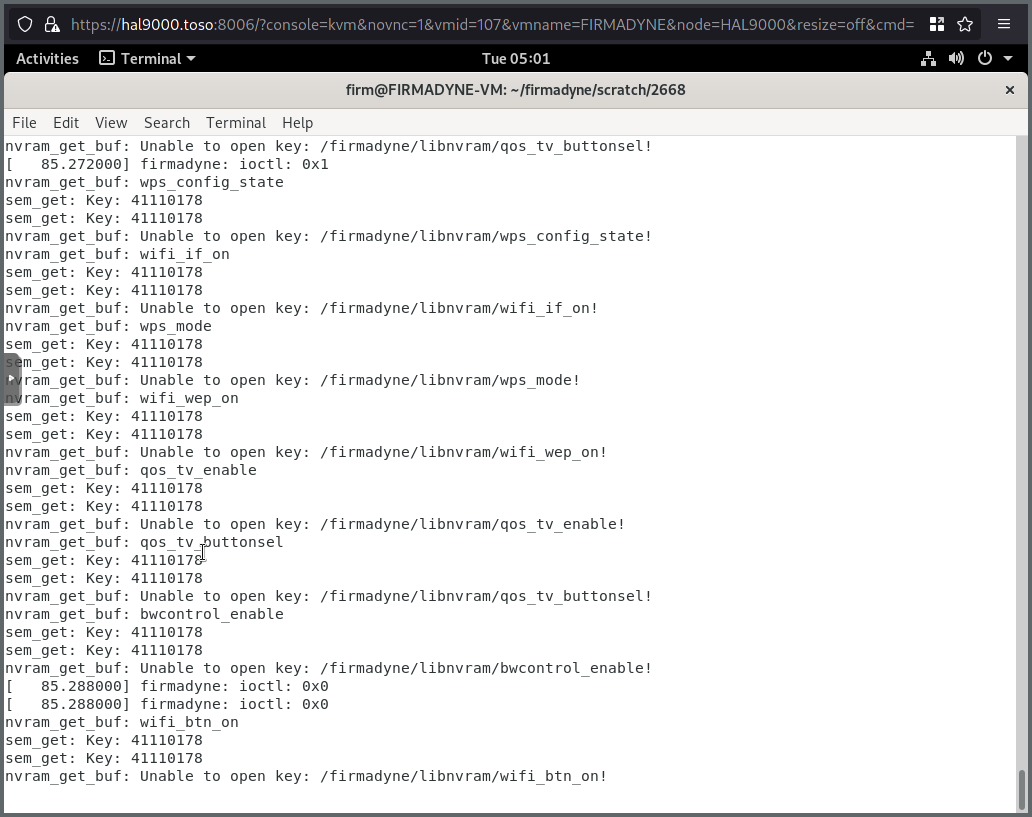 https://hal9000.toso:8006/?console=kvm&novnc=1&vmid=107&vmname=FIRMADYNE&node=HAL9000&resize=off&cmd=
Activities Terminal Tue 05:01
firm@FIRMADYNE-VM: ~/firmadyne/scratch/2668
File Edit View Search Terminal Help
nvram_get_buf: Unable to open key: /firmadyne/libnvram/qos_tv_buttonsel!
[   85.272000] firmadyne: ioctl: 0x1
nvram_get_buf: wps_config_state
sem_get: Key: 41110178
sem_get: Key: 41110178
nvram_get_buf: Unable to open key: /firmadyne/libnvram/wps_config_state!
nvram_get_buf: wifi_if_on
sem_get: Key: 41110178
sem_get: Key: 41110178
nvram_get_buf: Unable to open key: /firmadyne/libnvram/wifi_if_on!
nvram_get_buf: wps_mode
sem_get: Key: 41110178
sem_get: Key: 41110178
nvram_get_buf: Unable to open key: /firmadyne/libnvram/wps_mode!
nvram_get_buf: wifi_wep_on
sem_get: Key: 41110178
sem_get: Key: 41110178
nvram_get_buf: Unable to open key: /firmadyne/libnvram/wifi_wep_on!
nvram_get_buf: qos_tv_enable
sem_get: Key: 41110178
sem_get: Key: 41110178
nvram_get_buf: Unable to open key: /firmadyne/libnvram/qos_tv_enable!
nvram_get_buf: qos_tv_buttonsel
sem_get: Key: 41110178
sem_get: Key: 41110178
nvram_get_buf: Unable to open key: /firmadyne/libnvram/qos_tv_buttonsel!
nvram_get_buf: bwcontrol_enable
sem_get: Key: 41110178
sem_get: Key: 41110178
nvram_get_buf: Unable to open key: /firmadyne/libnvram/bwcontrol_enable!
[   85.288000] firmadyne: ioctl: 0x0
[   85.288000] firmadyne: ioctl: 0x0
nvram_get_buf: wifi_btn_on
sem_get: Key: 41110178
sem_get: Key: 41110178
nvram_get_buf: Unable to open key: /firmadyne/libnvram/wifi_btn_on!